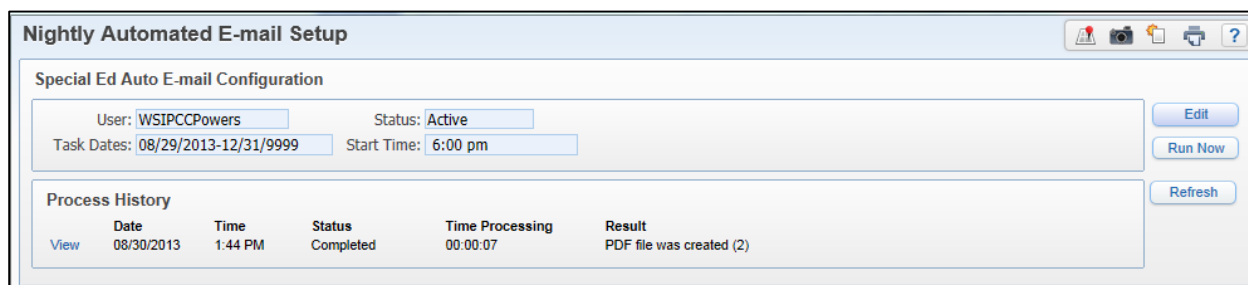 Nightly Automated E-mail Setup
?
Special Ed Auto E-mail Configuration
User: WSIPCCPowers Status: Active
Edit
Task Dates: 08/29/2013-12/31/9999 Start Time: 6:00 pm
Run Now
Process History
Refresh
Date Time Status Time Processing Result
View 08/30/2013 1:44 PM Completed 00:00:07 PDF file was created (2)